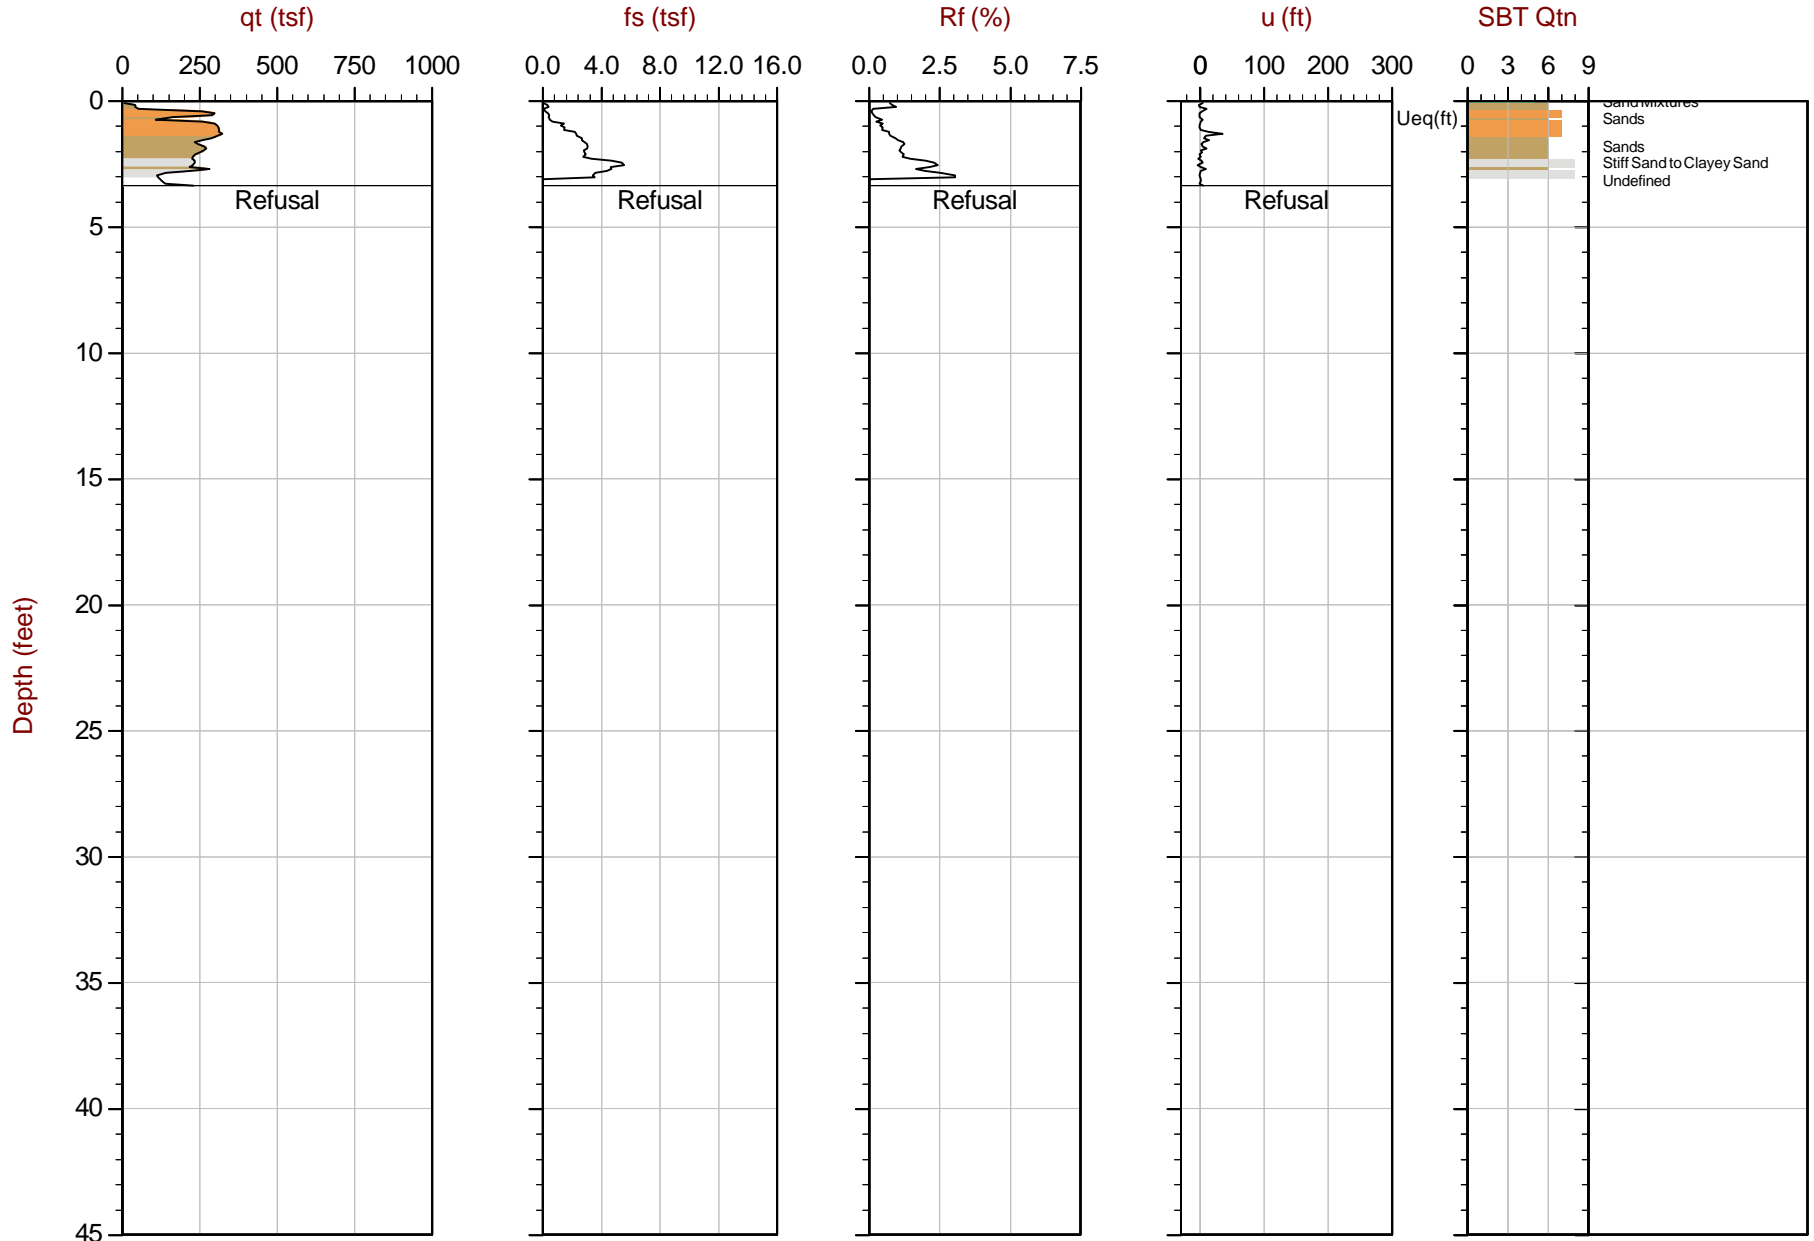 qt (tsf) fs (tsf) Rf (%) u (ft) SBT Qtn
0 250 500 750 1000 0.0 4.0 8.0 12.0 16.0 0.0 2.5 5.0 7.5 0 100 200 300 0 3 6 9
0
Sand Mixtures
Ueq(ft) Sands
Sands
Stiff Sand to Clayey Sand
Undefined
Refusal Refusal Refusal Refusal
5
10
15
20
25
30
35
40
45
Depth (feet)